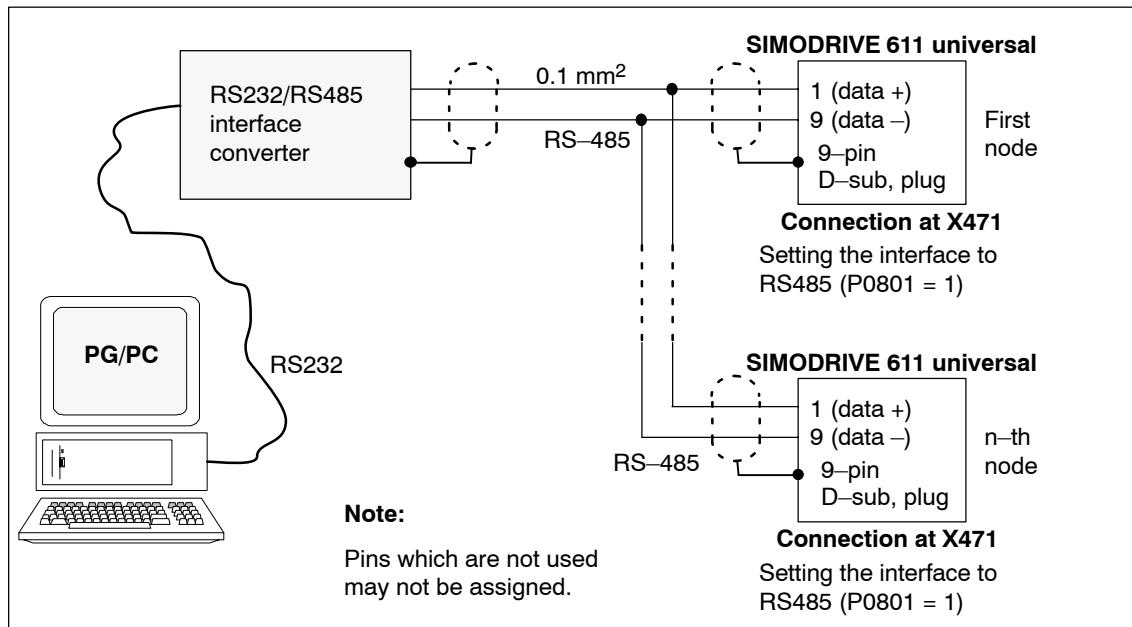 SIMODRIVE 611 universal
RS232/RS485
interface
converter
0.1 mm²
RS–485
1 (data +)
9 (data –)
9–pin
D–sub, plug
First
node
Connection at X471
Setting the interface to
RS485 (P0801 = 1)
PG/PC
RS232
SIMODRIVE 611 universal
1 (data +)
9 (data –)
9–pin
D–sub, plug
n–th
node
RS–485
Connection at X471
Setting the interface to
RS485 (P0801 = 1)
Note:
Pins which are not used
may not be assigned.